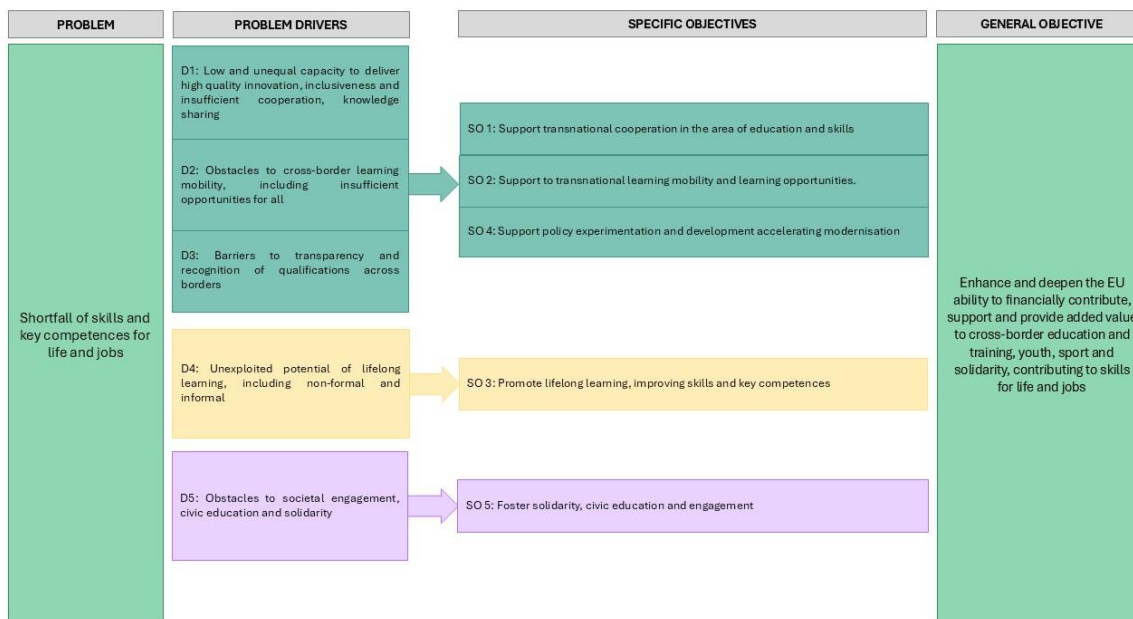 PROBLEM
PROBLEM DRIVERS
SPECIFIC OBJECTIVES
GENERAL OBJECTIVE
Shortfall of skills and
key competences for
life and jobs
D1: Low and unequal capacity to deliver
high quality innovation, inclusiveness and
insufficient cooperation, knowledge
sharing
D2: Obstacles to cross-border learning
mobility, including insufficient
opportunities for all
D3: Barriers to transparency and
recognition of qualifications across
borders
D4: Unexploited potential of lifelong
learning, including non-formal and
informal
D5: Obstacles to societal engagement,
civic education and solidarity
SO 1: Support transnational cooperation in the area of education and skills
SO 2: Support to transnational learning mobility and learning opportunities.
SO 4: Support policy experimentation and development accelerating modernisation
SO 3: Promote lifelong learning, improving skills and key competences
SO 5: Foster solidarity, civic education and engagement
Enhance and deepen the EU
ability to financially contribute,
support and provide added value
to cross-border education and
training, youth, sport and
solidarity, contributing to skills
for life and jobs